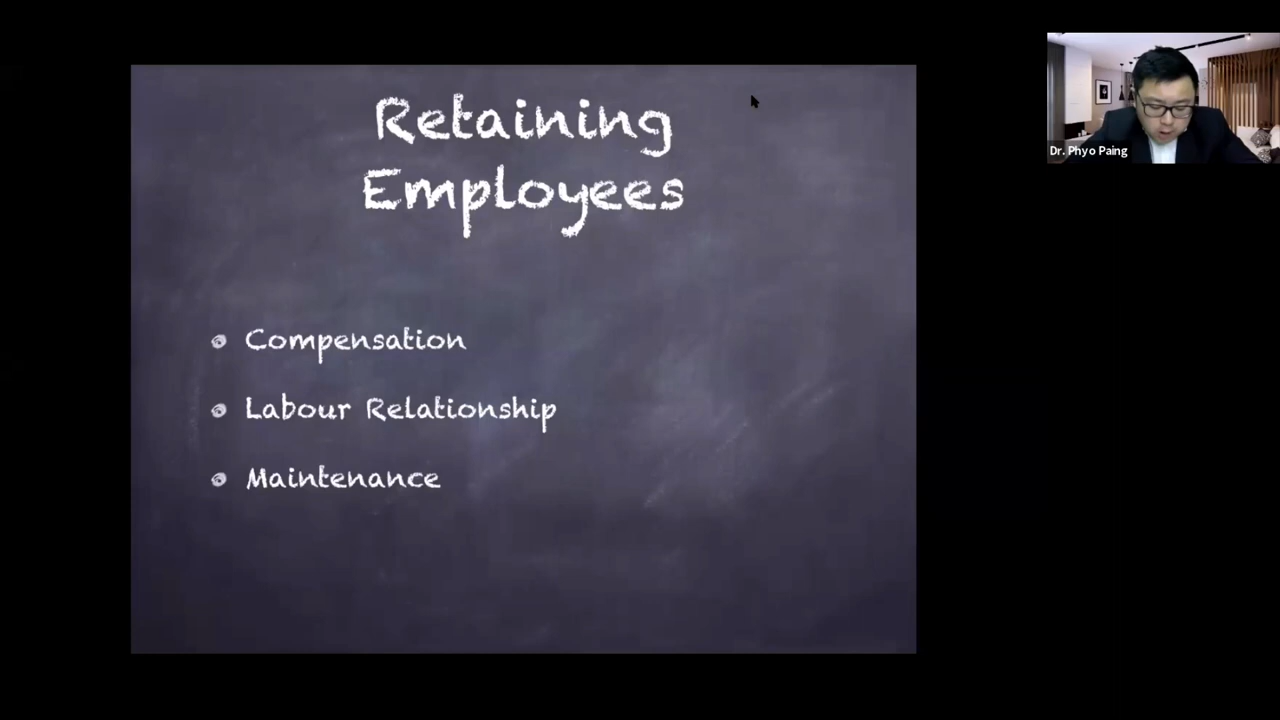 Retaining
Employees
Compensation
Labour Relationship
Maintenance
Dr. Phyo Paing